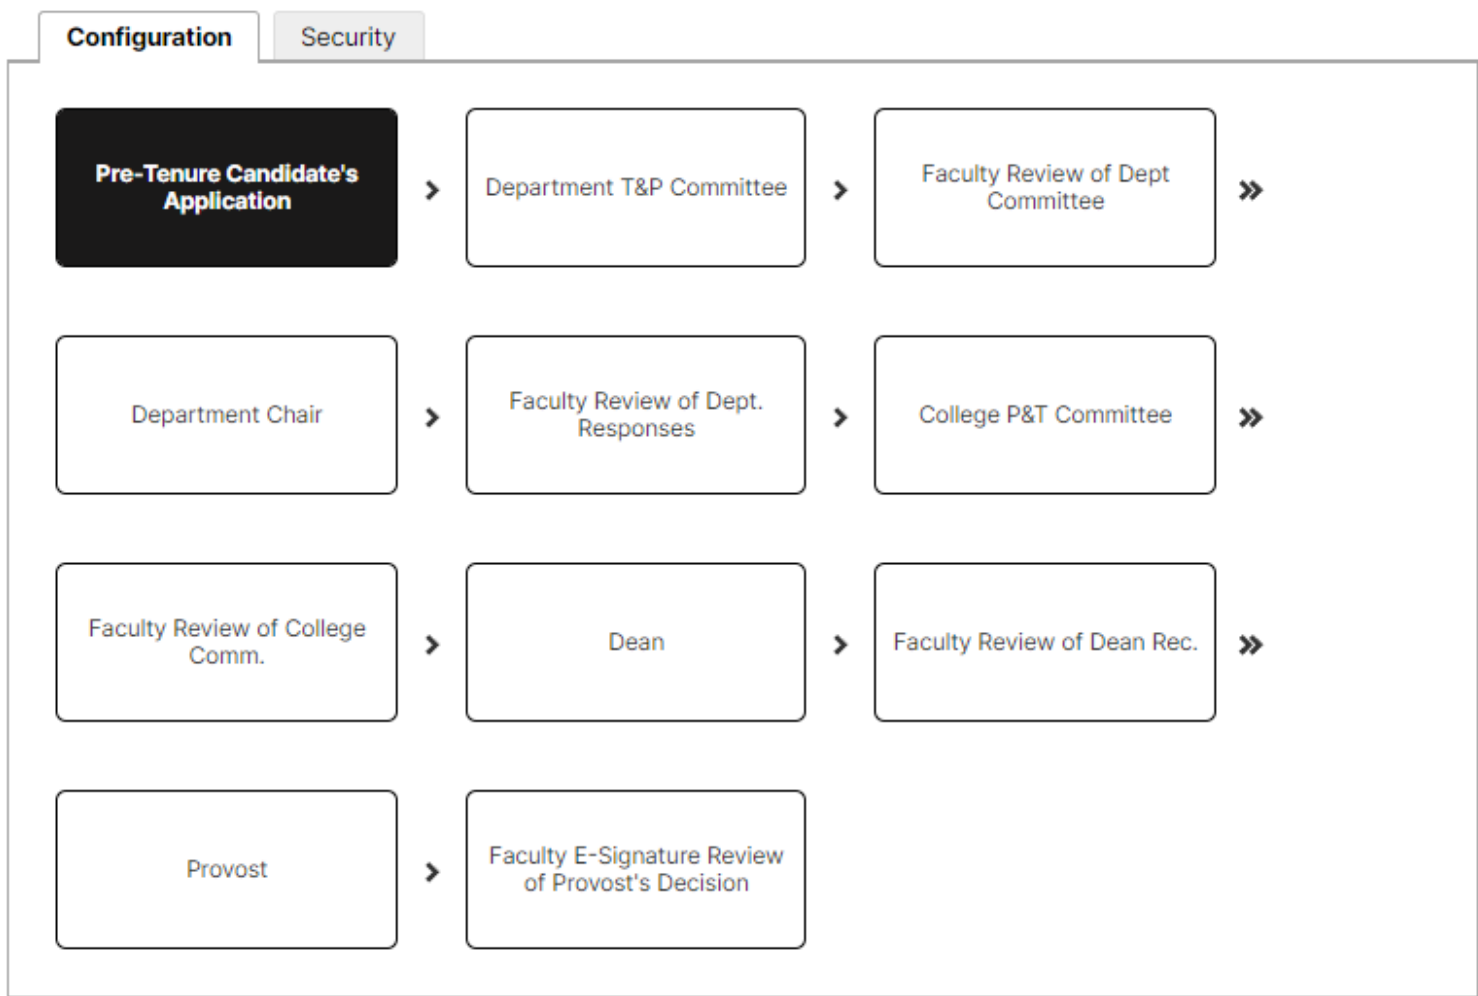 Configuration
Security
Pre-Tenure Candidate's
Application
Department T&P Committee
Faculty Review of Dept
Committee
Department Chair
Faculty Review of Dept.
Responses
College P&T Committee
Faculty Review of College
Comm.
Dean
Faculty Review of Dean Rec.
Provost
Faculty E-Signature Review
of Provost's Decision